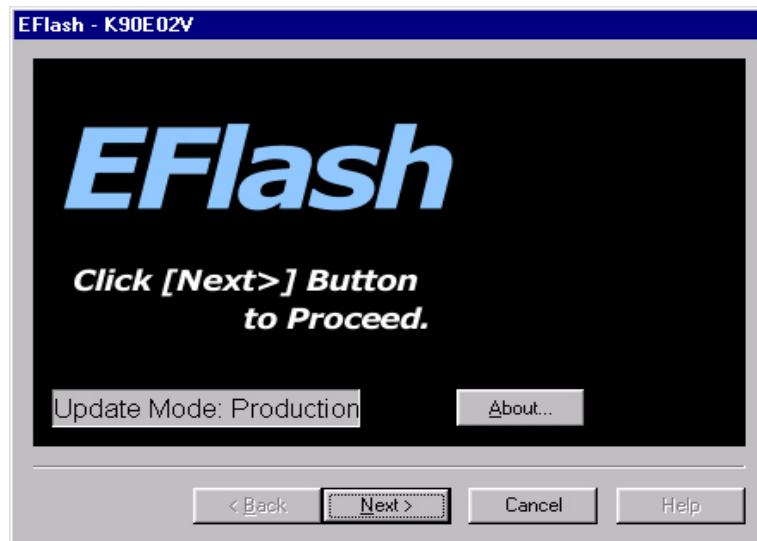 EFlash - K90E02V
EFlash
Click [Next>] Button
to Proceed.
Update Mode: Production
About...
< Back
Next >
Cancel
Help